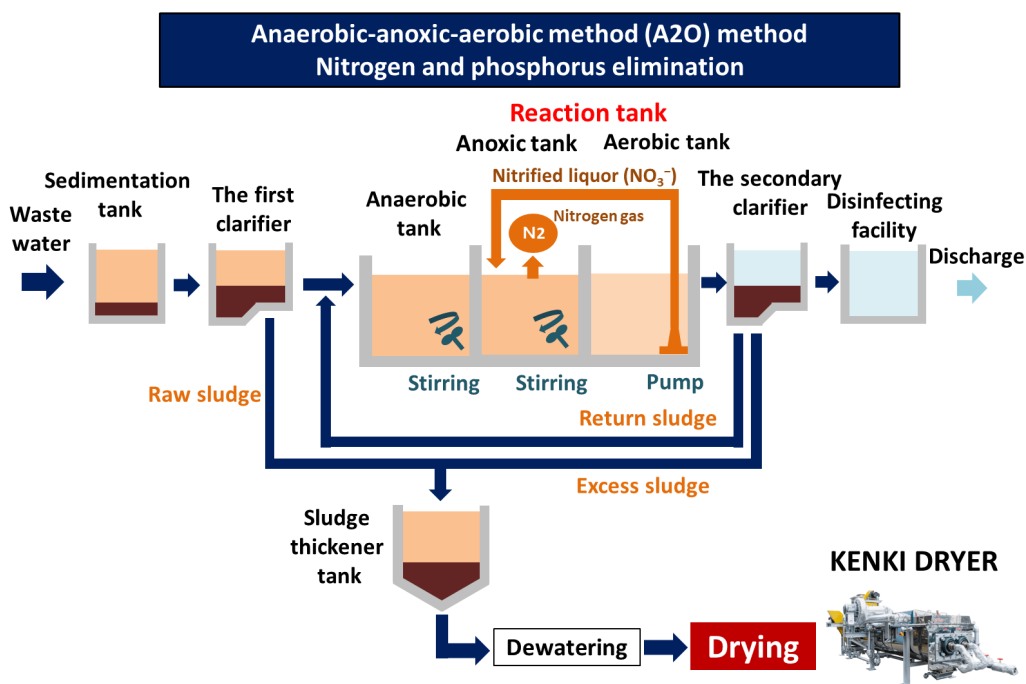 Anaerobic-anoxic-aerobic method (A2O) method
Nitrogen and phosphorus elimination
Reaction tank
Anoxic tank
Aerobic tank
Nitrified liquor (NO₃⁻)
Sedimentation
tank
The first
clarifier
Anaerobic
tank
The secondary
clarifier
Disinfecting
facility
Waste
water
Nitrogen gas
N2
Discharge
Stirring
Stirring
Pump
Raw sludge
Return sludge
Excess sludge
Sludge
thickener
tank
KENKI DRYER
Dewatering
Drying